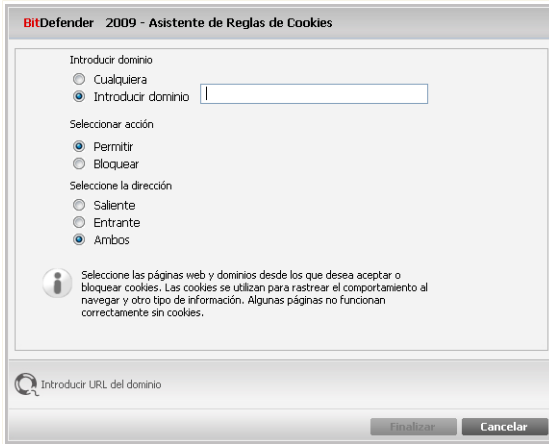 BitDefender 2009 - Asistente de Reglas de Cookies
Introducir dominio
Cualquiera
Introducir dominio
Seleccionar acción
Permitir
Bloquear
Seleccione la dirección
Saliente
Entrante
Ambos
Seleccione las páginas web y dominios desde los que desea aceptar o
bloquear cookies. Las cookies se utilizan para rastrear el comportamiento al
navegar y otro tipo de información. Algunas páginas no funcionan
correctamente sin cookies.
Introducir URL del dominio
Finalizar Cancelar